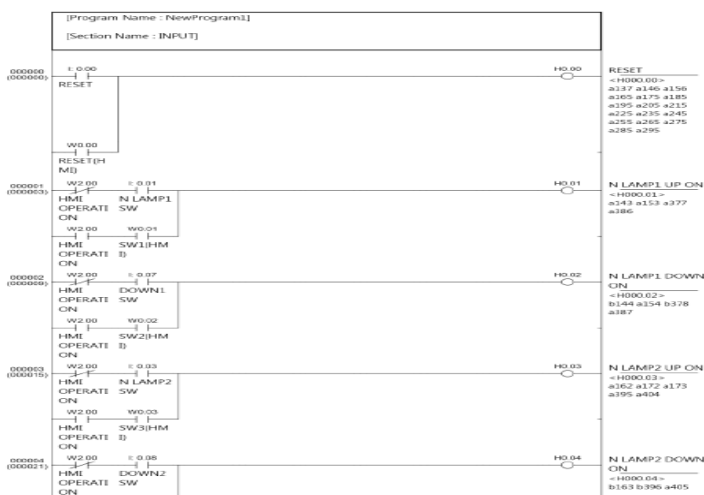 [Program Name : NewProgram1]
[Section Name : INPUT]
000000
(000000)
I: 0.00
RESET
H0.00
RESET
<H000.00>
a137 a146 a156
a165 a175 a185
a195 a205 a215
a225 a235 a245
a255 a265 a275
a285 a295
W0.00
RESET(H
MI)
000001
(000003)
W2.00
I: 0.01
HMI
OPERATI
ON
N LAMP1
SW
H0.01
N LAMP1 UP ON
<H000.01>
a143 a153 a377
a386
W2.00
W0.01
HMI
OPERATI
ON
SW1(HM
I)
000002
(000009)
W2.00
I: 0.07
HMI
OPERATI
ON
DOWN1
SW
H0.02
N LAMP1 DOWN
ON
<H000.02>
b144 a154 b378
a387
W2.00
W0.02
HMI
OPERATI
ON
SW2(HM
I)
000003
(000015)
W2.00
I: 0.03
HMI
OPERATI
ON
N LAMP2
SW
H0.03
N LAMP2 UP ON
<H000.03>
a162 a172 a173
a395 a404
W2.00
W0.03
HMI
OPERATI
ON
SW3(HM
I)
000004
(000021)
W2.00
I: 0.08
HMI
OPERATI
ON
DOWN2
SW
H0.04
N LAMP2 DOWN
ON
<H000.04>
b163 b396 a405